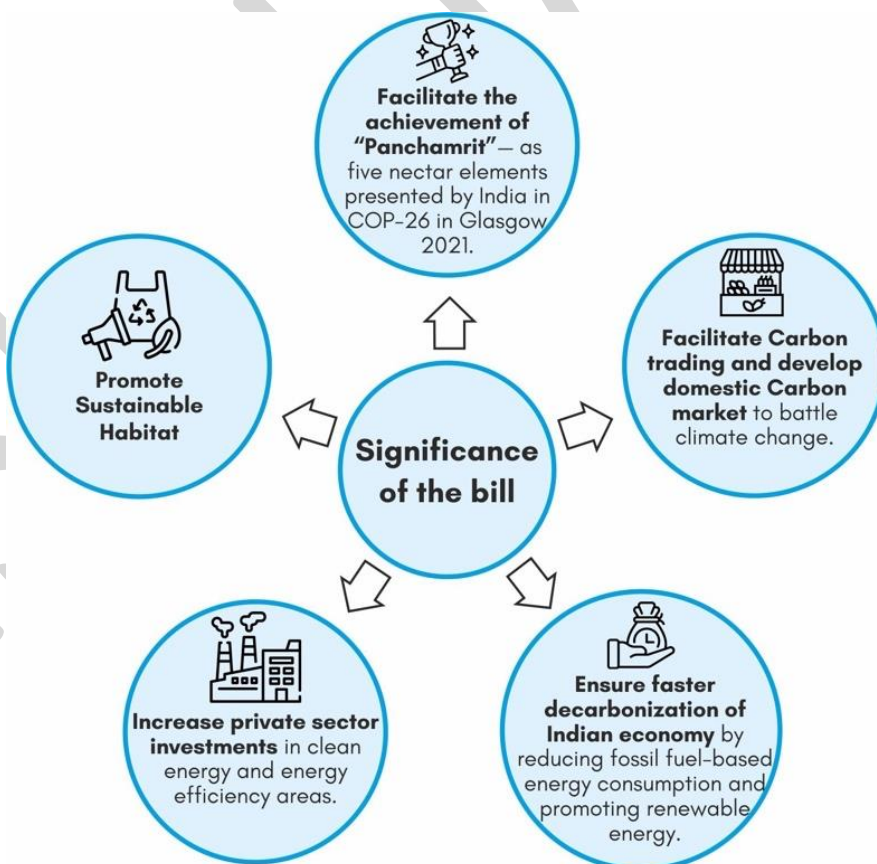 Facilitate the
achievement of
“Panchamrit”— as
five nectar elements
presented by India in
COP-26 in Glasgow
2021.
Promote
Sustainable
Habitat
Facilitate Carbon
trading and develop
domestic Carbon
market to battle
climate change.
Significance
of the bill
Increase private sector
investments in clean
energy and energy
efficiency areas.
Ensure faster
decarbonization of
Indian economy by
reducing fossil fuel-based
energy consumption and
promoting renewable
energy.